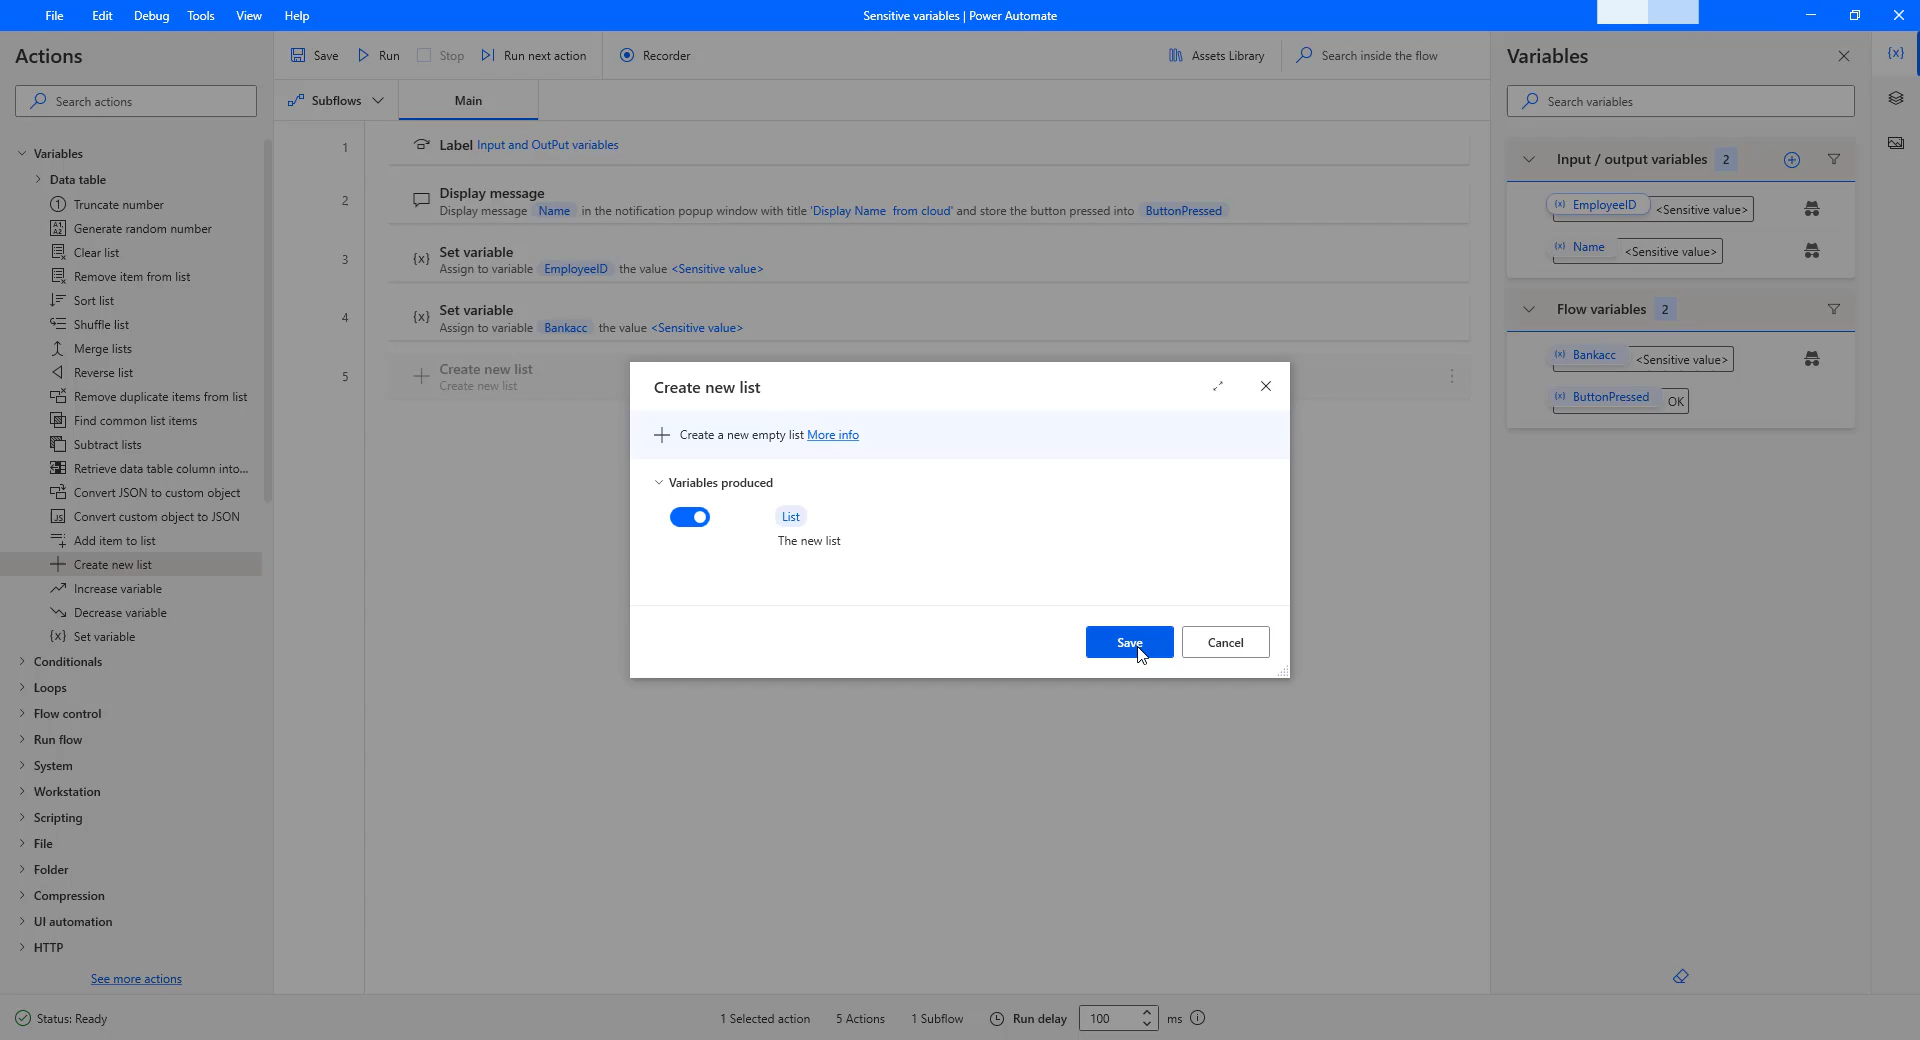 File Edit Debug Tools View Help
Sensitive variables | Power Automate
Actions
Search actions
Variables
Data table
Truncate number
Generate random number
Clear list
Remove item from list
Sort list
Shuffle list
Merge lists
Reverse list
Remove duplicate items from list
Find common list items
Subtract lists
Retrieve data table column into...
Convert JSON to custom object
Convert custom object to JSON
Add item to list
Create new list
Increase variable
Decrease variable
{x} Set variable
Conditionals
Loops
Flow control
Run flow
System
Workstation
Scripting
File
Folder
Compression
UI automation
HTTP
See more actions
Save Run Stop Run next action Recorder Assets Library Search inside the flow
Subflows Main
1 Label Input and OutPut variables
2 Display message
Display message Name in the notification popup window with title 'Display Name from cloud' and store the button pressed into ButtonPressed
3 {x} Set variable
Assign to variable EmployeeID the value <Sensitive value>
4 {x} Set variable
Assign to variable Bankacc the value <Sensitive value>
5 Create new list
Create new list
Create new list
Create a new empty list More info
Variables produced
List
The new list
Save Cancel
Variables
{x}
Search variables
Input / output variables 2
(x) EmployeeID <Sensitive value>
(x) Name <Sensitive value>
Flow variables 2
(x) Bankacc <Sensitive value>
(x) ButtonPressed OK
Status: Ready 1 Selected action 5 Actions 1 Subflow Run delay 100 ms